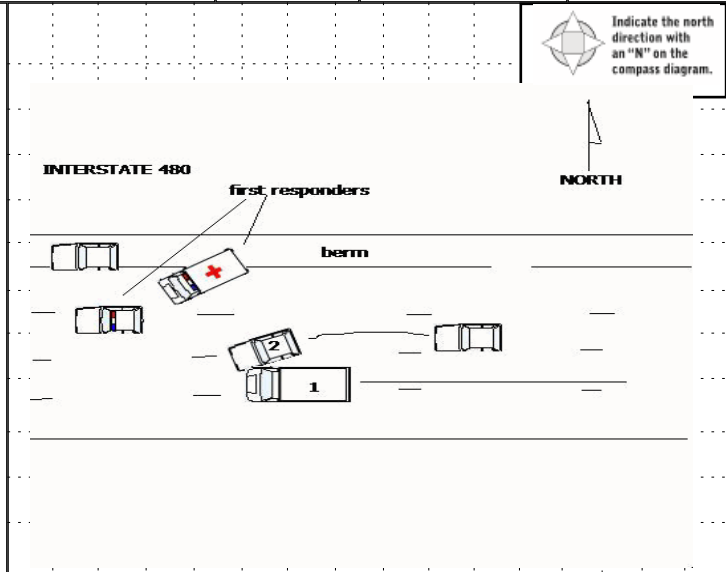 Indicate the north
direction with
an “N” on the
compass diagram.
INTERSTATE 480
NORTH
first responders
berm
2
1